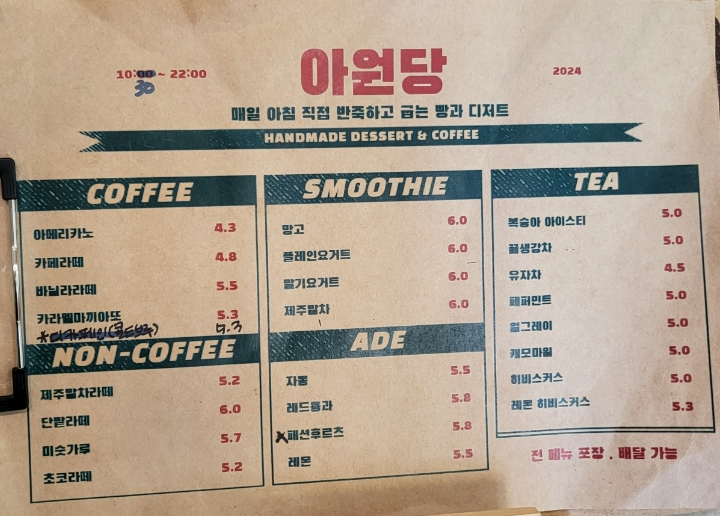 아원당
10:00 ~ 22:00
30
2024
매일 아침 직접 반죽하고 굽는 빵과 디저트
HANDMADE DESSERT & COFFEE
COFFEE
아메리카노 4.3
카페라떼 4.8
바닐라라떼 5.5
카라멜마끼아또 5.3
*디카페인(콜드브루) 5.3
NON-COFFEE
제주말차라떼 5.2
단팥라떼 6.0
미숫가루 5.7
초코라떼 5.2
SMOOTHIE
망고 6.0
플레인요거트 6.0
딸기요거트 6.0
제주말차 6.0
ADE
자몽 5.5
레드용과 5.8
x패션후르츠 5.8
레몬 5.5
TEA
복숭아 아이스티 5.0
꿀생강차 5.0
유자차 4.5
페퍼민트 5.0
얼그레이 5.0
캐모마일 5.0
히비스커스 5.0
레몬 히비스커스 5.3
전 메뉴 포장 . 배달 가능